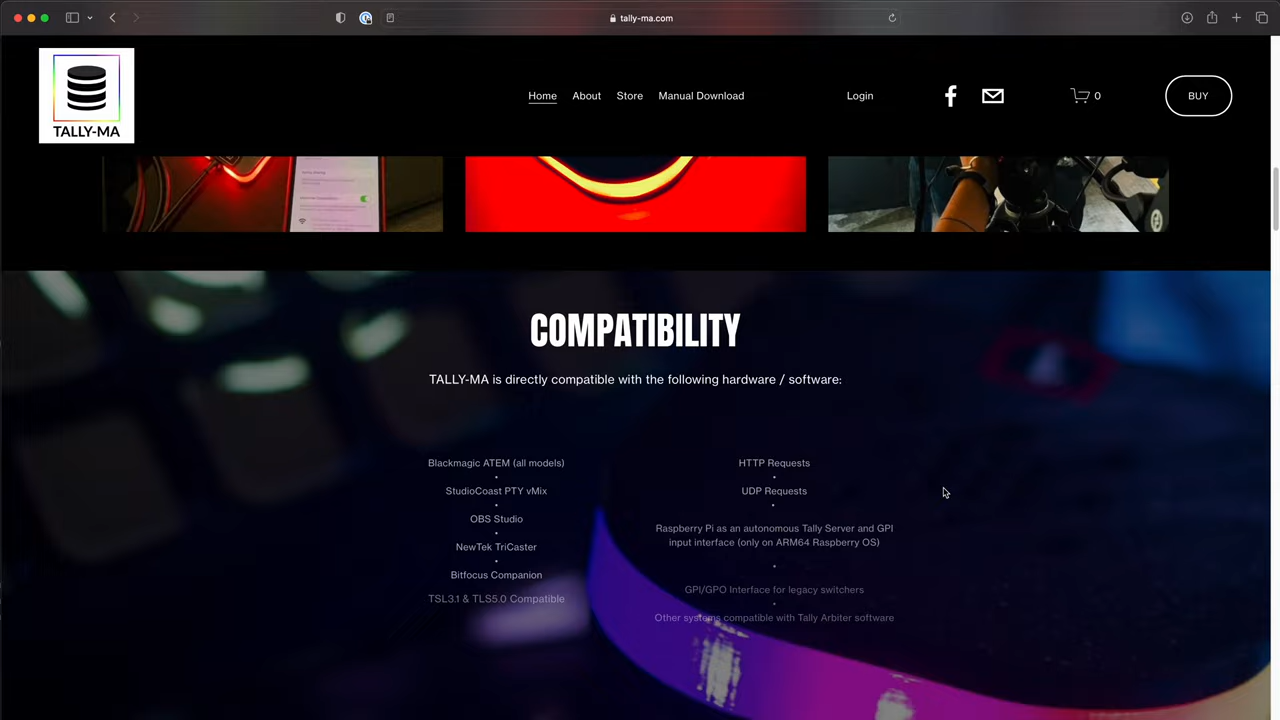 tally-ma.com
TALLY-MA
Home
About
Store
Manual Download
Login
0
BUY
COMPATIBILITY
TALLY-MA is directly compatible with the following hardware / software:
Blackmagic ATEM (all models)
•
StudioCoast PTY vMix
•
OBS Studio
•
NewTek TriCaster
•
Bitfocus Companion
TSL3.1 & TLS5.0 Compatible
HTTP Requests
•
UDP Requests
•
Raspberry Pi as an autonomous Tally Server and GPI
input interface (only on ARM64 Raspberry OS)
•
GPI/GPO Interface for legacy switchers
•
Other systems compatible with Tally Arbiter software